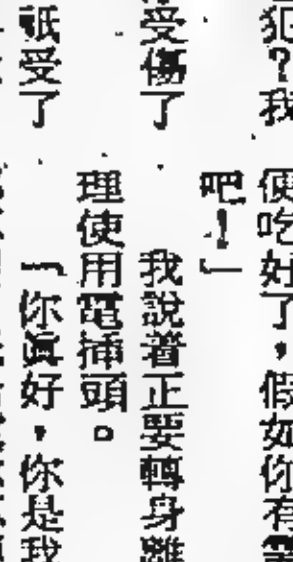 犯？我
便吃好了，假如你有
受傷了
吧！」
我說着正要轉身離
理使用電插頭。
祇受了
「你真好，你是我